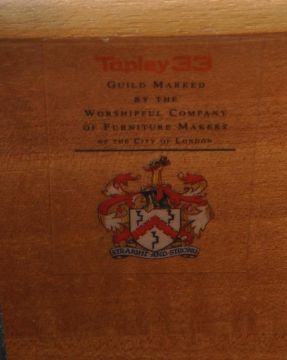 Tapley 33
GUILD MARKED
BY THE
WORSHIPFUL COMPANY
OF FURNITURE MAKERS
OF THE CITY OF LONDON
STRAIGHT AND STRONG